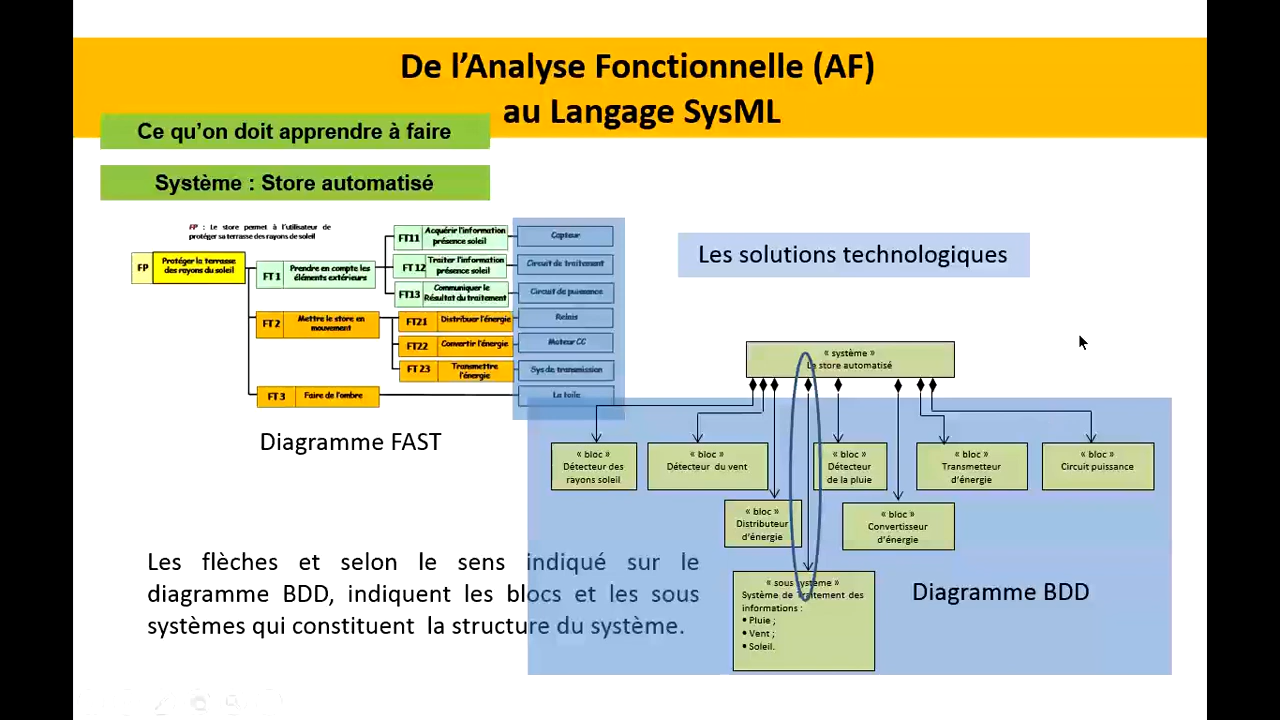 De l’Analyse Fonctionnelle (AF)
au Langage SysML
Ce qu’on doit apprendre à faire
Système : Store automatisé
FP : Le store permet à l'utilisateur de
protéger sa terrasse des rayons de soleil
FP
Protéger la terrasse
des rayons du soleil
FT 1
Prendre en compte les
éléments extérieurs
FT11
Acquérir l'information
présence soleil
Capteur
FT 12
Traiter l'information
présence soleil
Circuit de traitement
FT13
Communiquer le
Résultat du traitement
Circuit de puissance
FT 2
Mettre le store en
mouvement
FT21
Distribuer l'énergie
Relais
FT22
Convertir l'énergie
Moteur CC
FT 23
Transmettre
l'énergie
Sys de transmission
FT 3
Faire de l'ombre
La toile
Diagramme FAST
Les solutions technologiques
« système »
Le store automatisé
« bloc »
Détecteur des
rayons soleil
« bloc »
Détecteur du vent
« bloc »
Détecteur
de la pluie
« bloc »
Transmetteur
d’énergie
« bloc »
Circuit puissance
« bloc »
Distributeur
d’énergie
« bloc »
Convertisseur
d’énergie
« sous système »
Système de Traitement des
informations :
• Pluie ;
• Vent ;
• Soleil.
Diagramme BDD
Les flèches et selon le sens indiqué sur le
diagramme BDD, indiquent les blocs et les sous
systèmes qui constituent la structure du système.